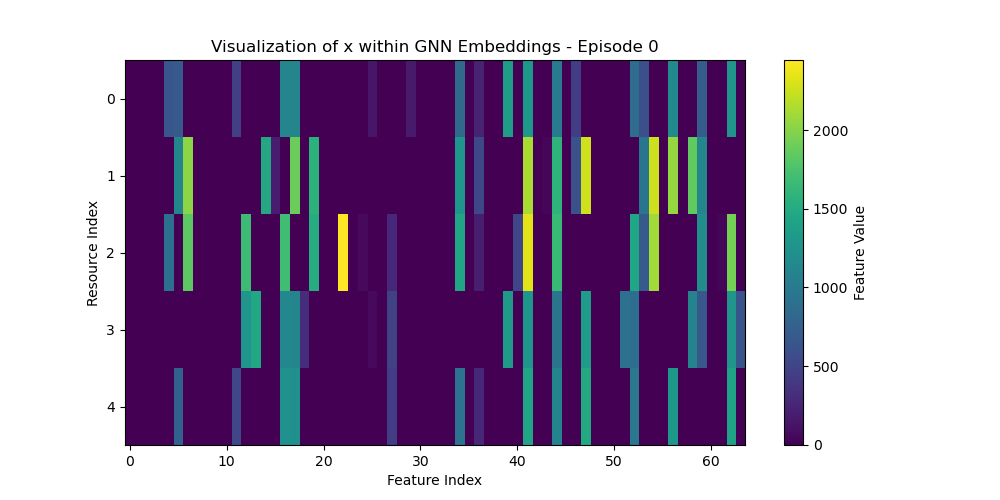 Visualization of x within GNN Embeddings - Episode 0
Resource Index
0
1
2
3
4
0 10 20 30 40 50 60
Feature Index
2000
1500
1000
500
0
Feature Value